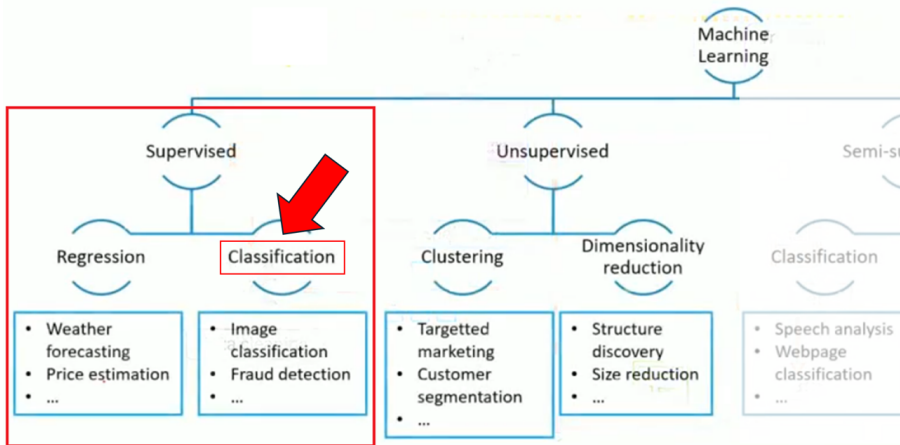 Machine
Learning
Supervised
Unsupervised
Regression
Classification
Clustering
Dimensionality
reduction
Classification
• Weather
forecasting
• Price estimation
• ...
• Image
classification
• Fraud detection
• ...
• Targetted
marketing
• Customer
segmentation
• ...
• Structure
discovery
• Size reduction
• ...
• Speech analysis
• Webpage
classification
• ...